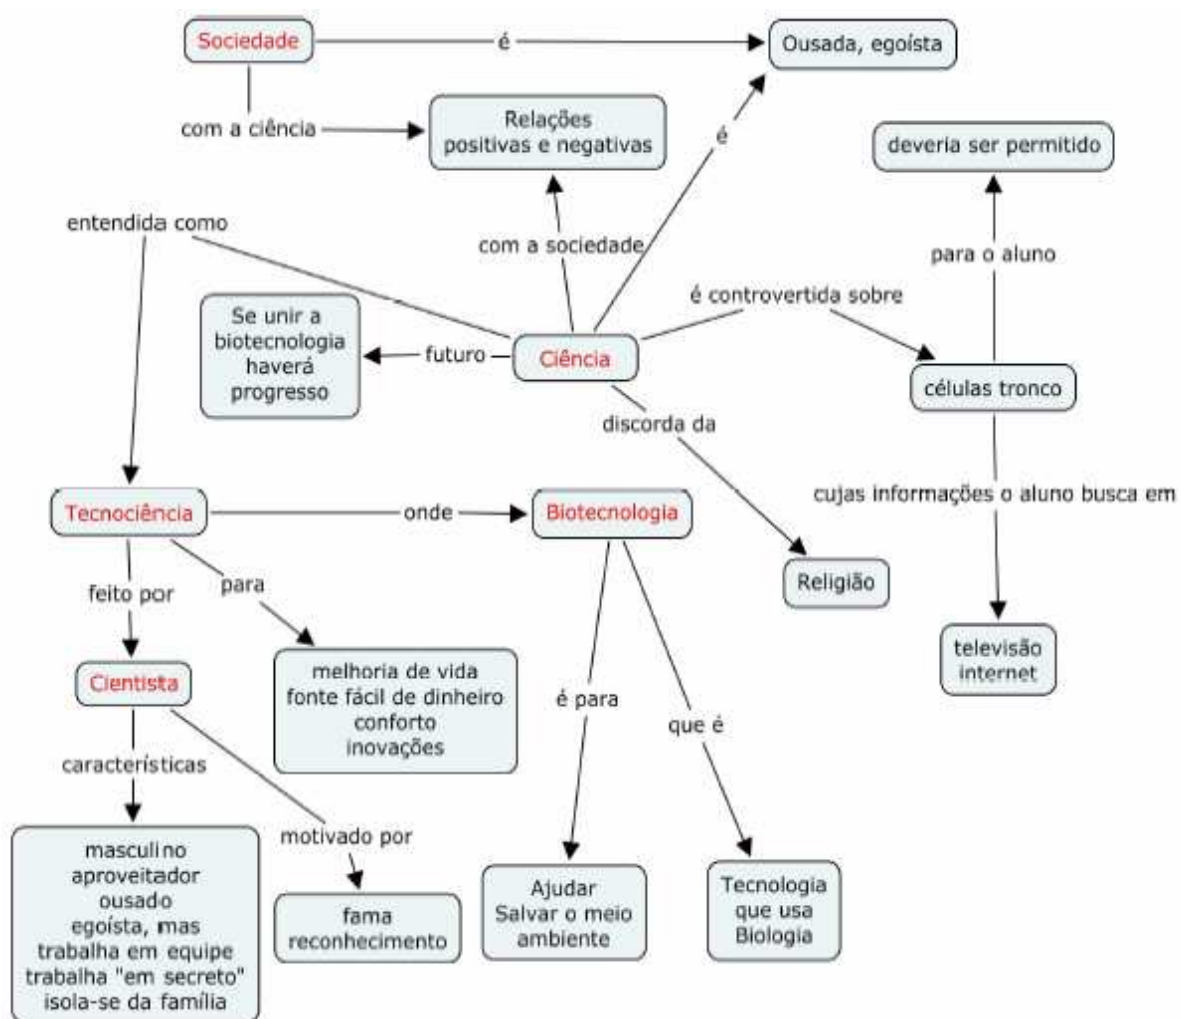 Sociedade
é
Ousada, egoísta
com a ciência
Relações
positivas e negativas
é
deveria ser permitido
entendida como
com a sociedade
para o aluno
é controvertida sobre
Se unir a
biotecnologia
haverá
progresso
futuro
Ciência
células tronco
discorda da
cujas informações o aluno busca em
Tecnociência
onde
Biotecnologia
Religião
feito por
para
televisão
internet
Cientista
melhoria de vida
fonte fácil de dinheiro
conforto
inovações
é para
que é
características
motivado por
masculino
aproveitador
ousado
egoísta, mas
trabalha em equipe
trabalha "em secreto"
isola-se da família
fama
reconhecimento
Ajudar
Salvar o meio
ambiente
Tecnologia
que usa
Biologia